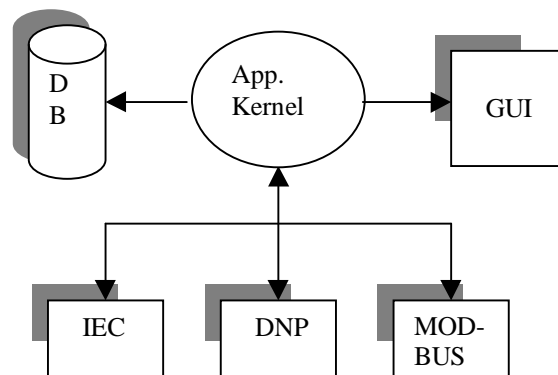 D
B
App.
Kernel
GUI
IEC
DNP
MOD-
BUS